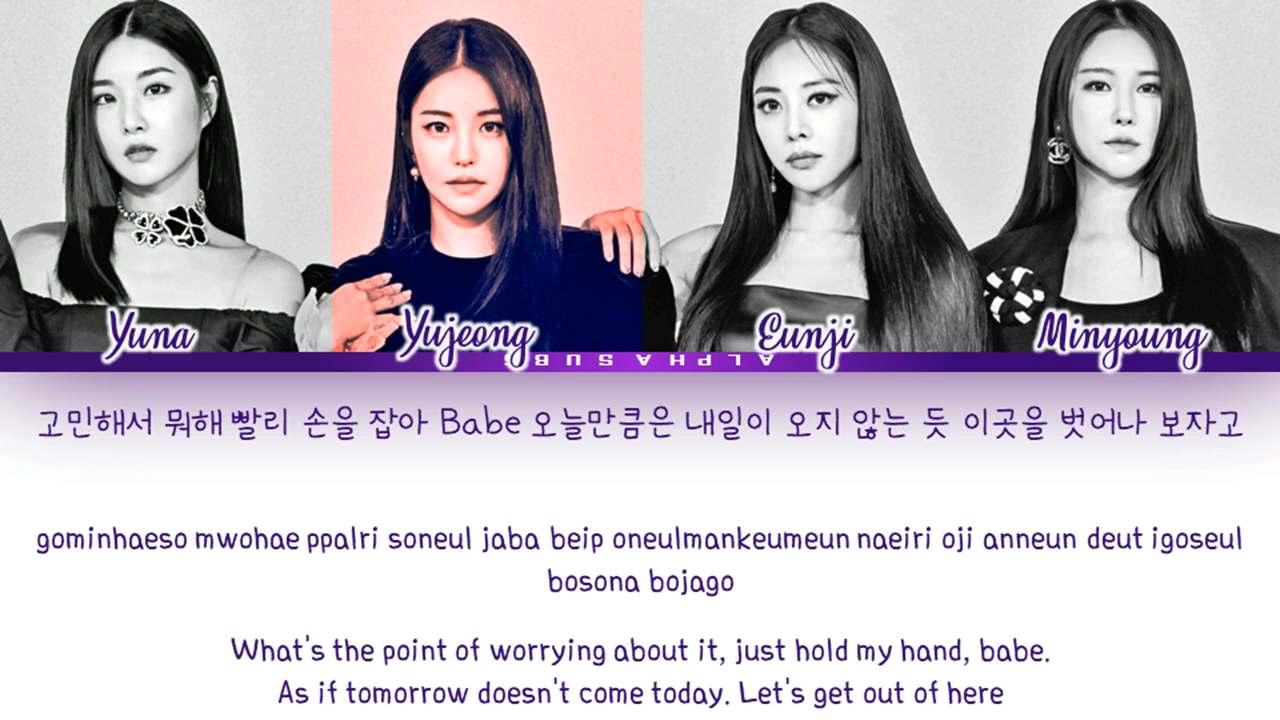 Yuna
Yujeong
Eunji
Minyoung
ALPHA SUBS
고민해서 뭐해 빨리 손을 잡아 Babe 오늘만큼은 내일이 오지 않는 듯 이곳을 벗어나 보자고
gominhaeso mwohae ppalri soneul jaba beip oneulmankeumeun naeiri oji anneun deut igoseul
bosona bojago
What's the point of worrying about it, just hold my hand, babe.
As if tomorrow doesn't come today. Let's get out of here